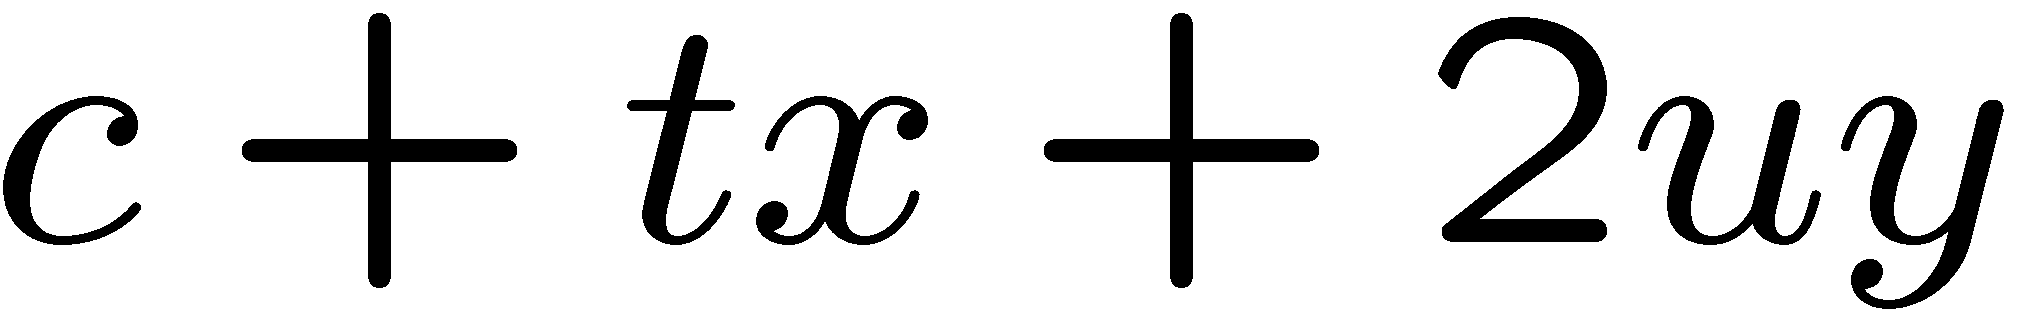 c + tx + 2uy